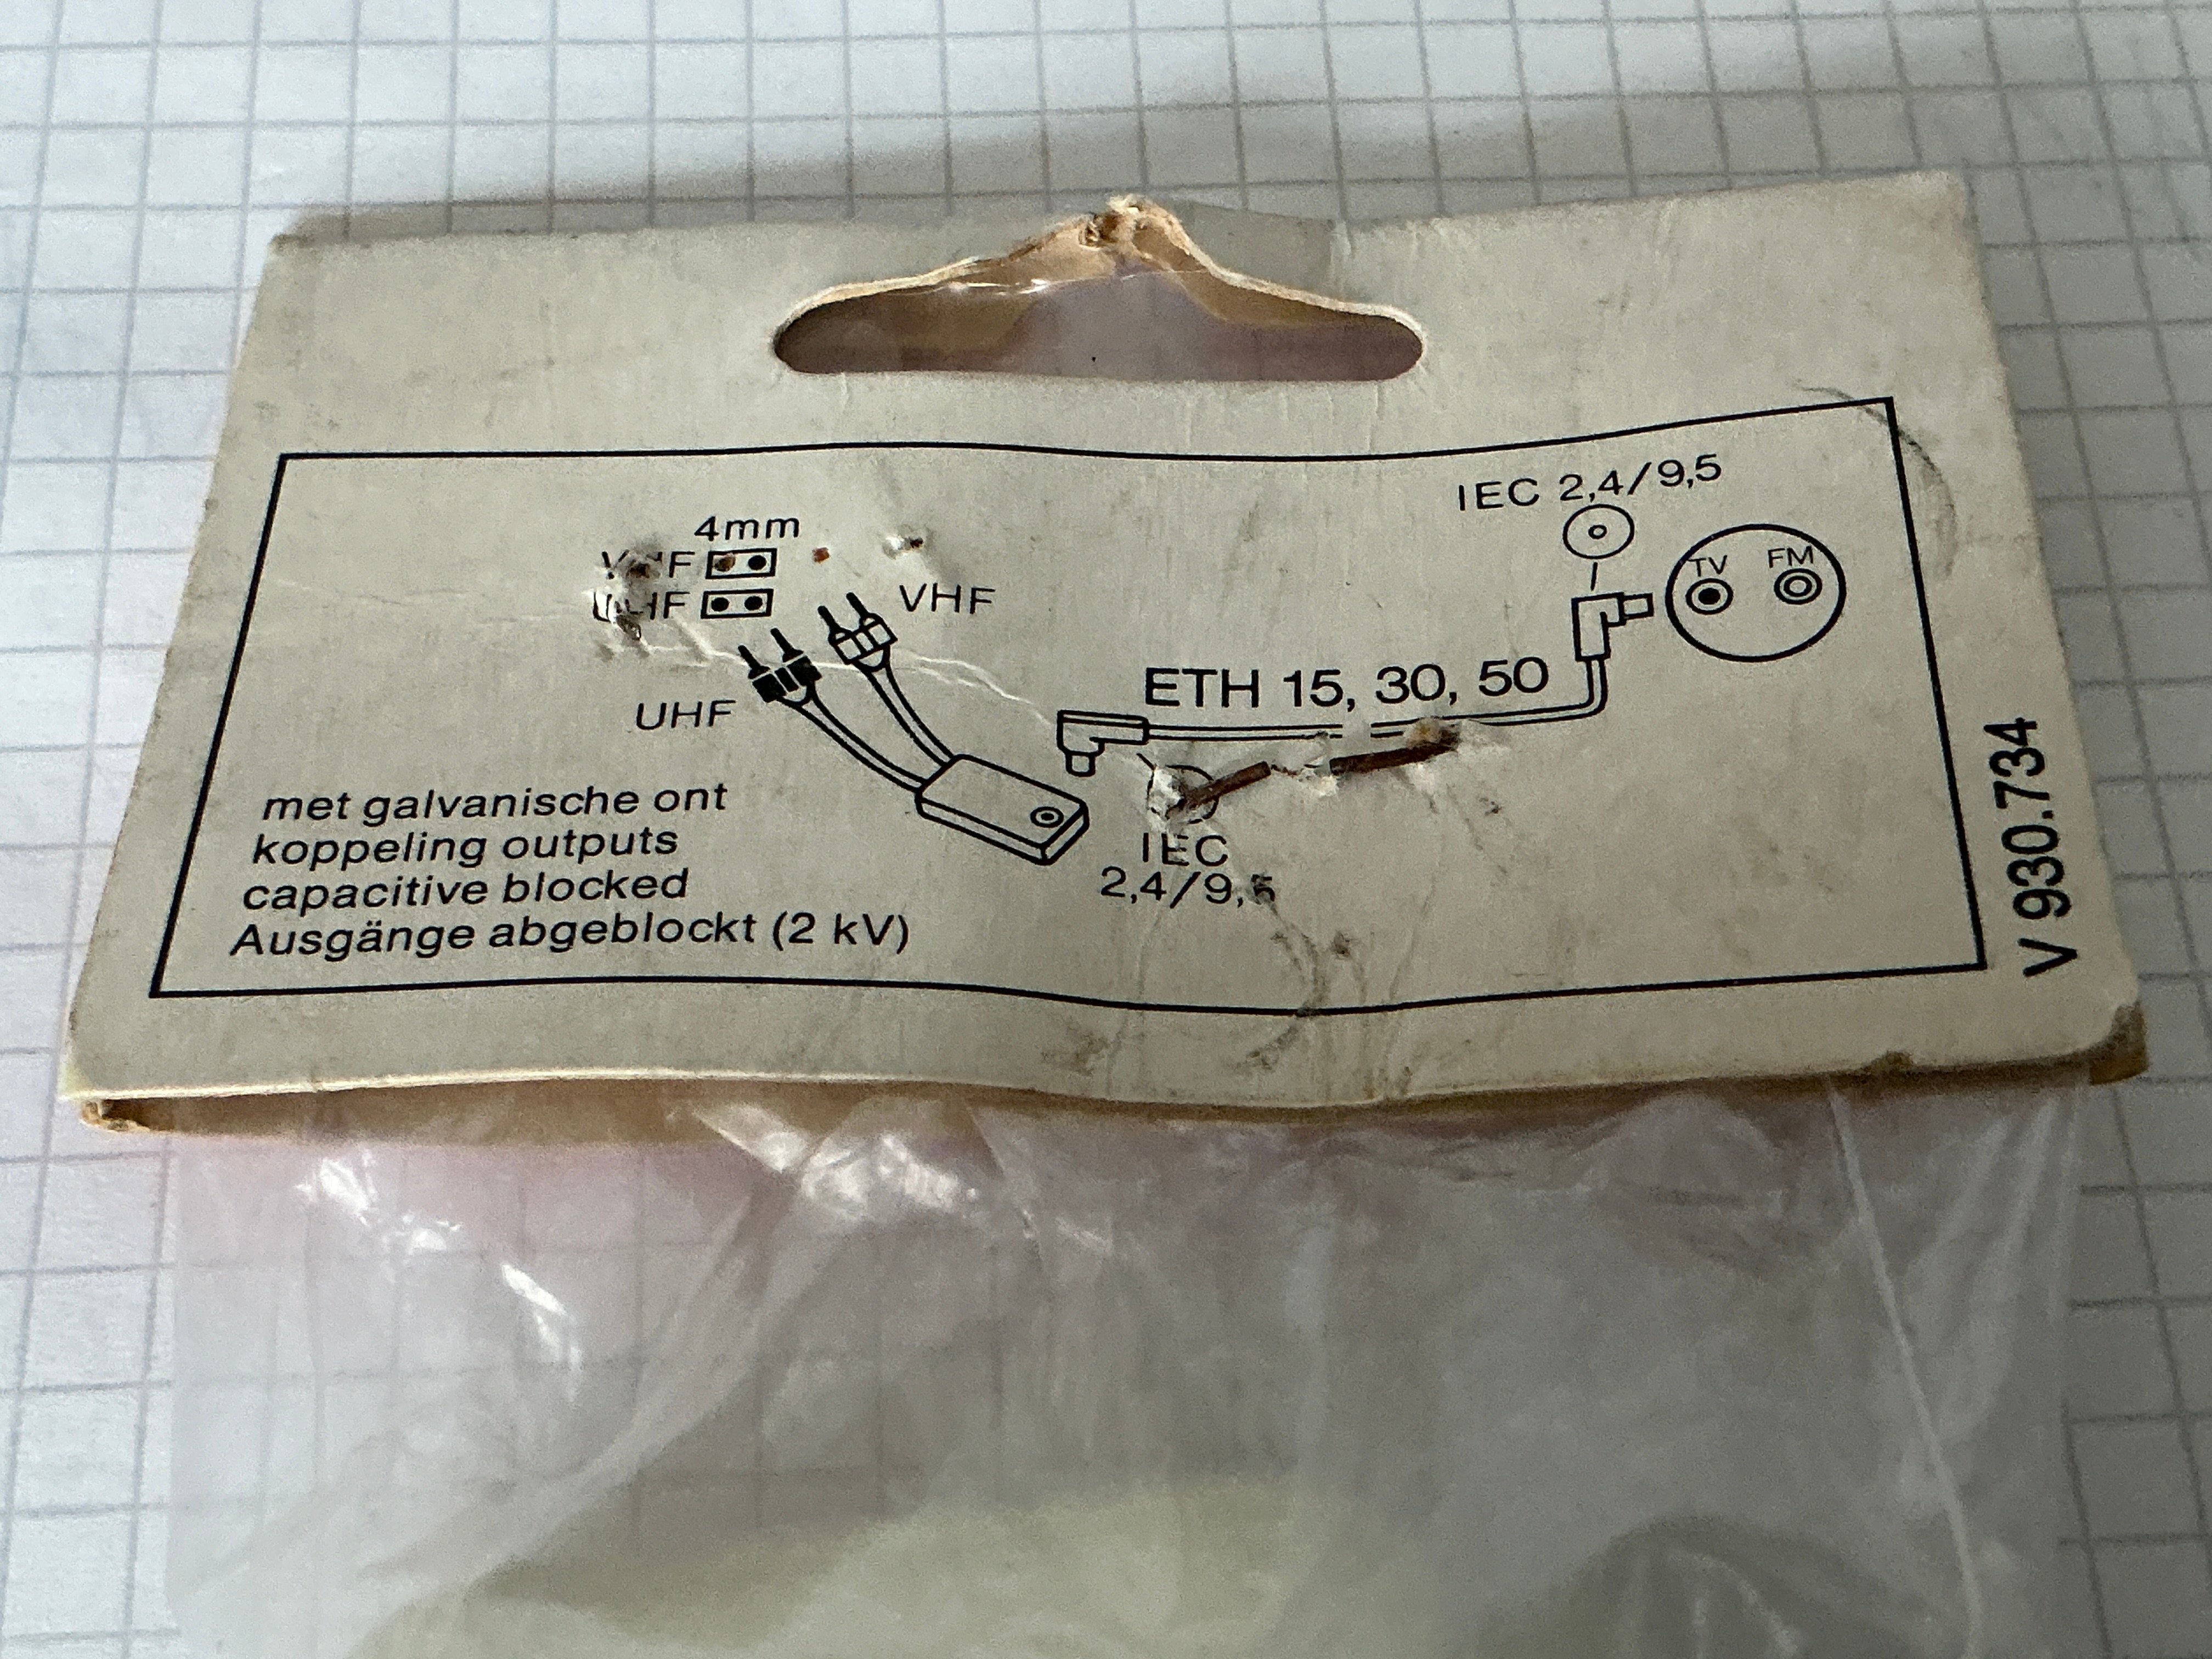 IEC 2,4/9,5
4mm
VHF
TV FM
UHF
VHF
ETH 15, 30, 50
UHF
met galvanische ont
koppeling outputs
capacitive blocked
Ausgänge abgeblockt (2 kV)
IEC
2,4/9,5
V 930.734